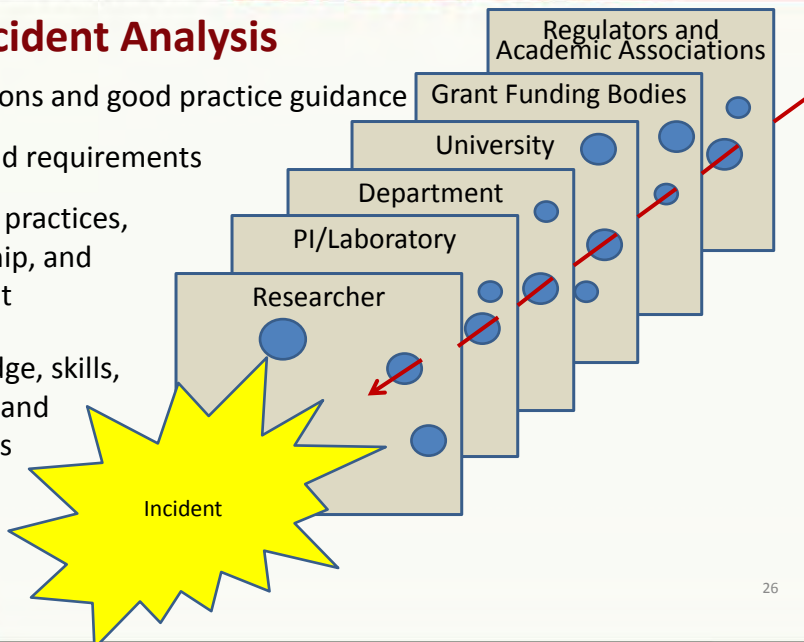 cident Analysis
ons and good practice guidance
d requirements
practices,
ip, and
t
dge, skills,
and
s
Regulators and
Academic Associations
Grant Funding Bodies
University
Department
PI/Laboratory
Researcher
Incident
26